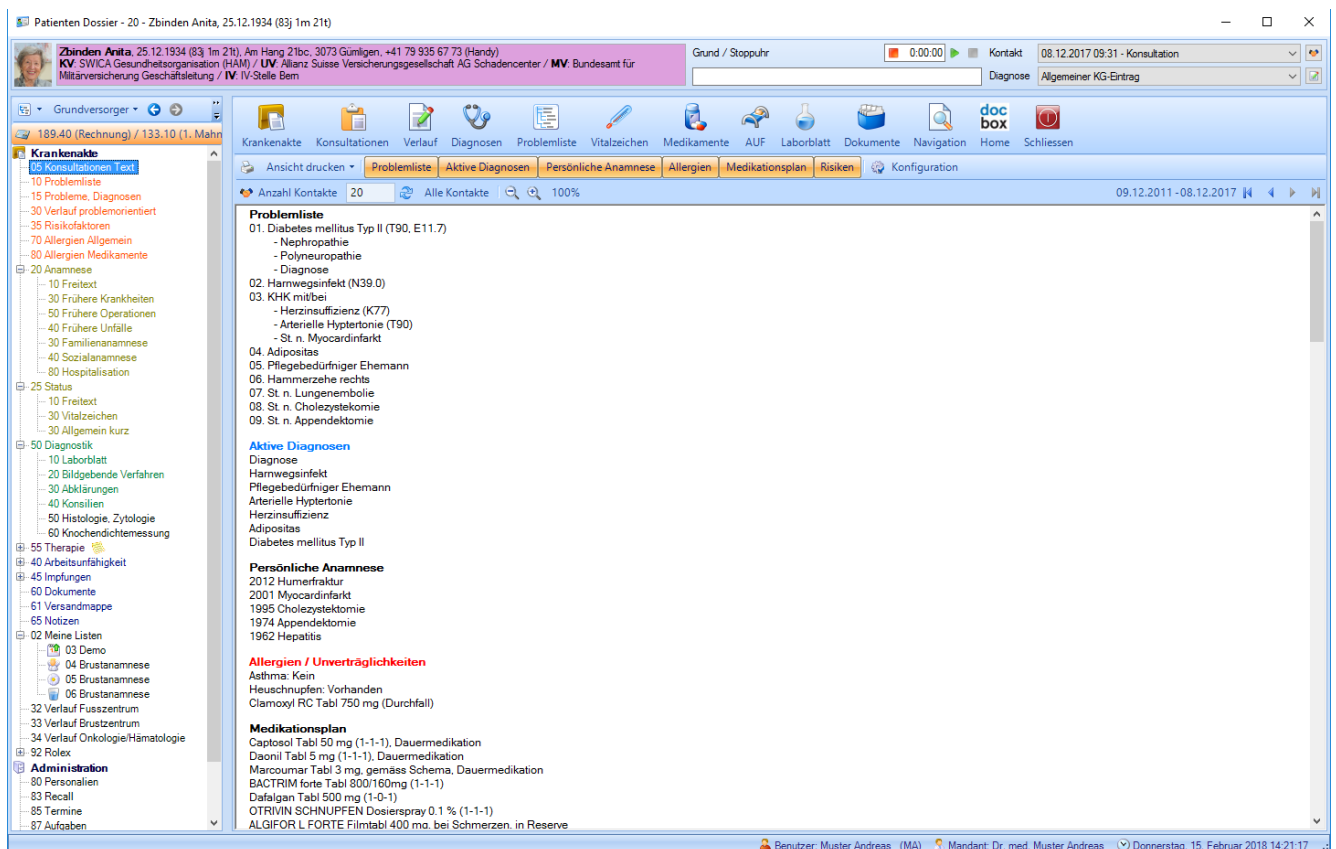 Patienten Dossier - 20 - Zbinden Anita, 25.12.1934 (83j 1m 21t)
Zbinden Anita, 25.12.1934 (83j 1m 21t), Am Hang 21bc, 3073 Gümligen, +41 79 935 67 73 (Handy)
KV: SWICA Gesundheitsorganisation (HAM) / UV: Allianz Suisse Versicherungsgesellschaft AG Schadencenter / MV: Bundesamt für
Militärversicherung Geschäftsleitung / IV: IV-Stelle Bern
Grund / Stoppuhr
0:00:00
Kontakt
08.12.2017 09:31 - Konsultation
Diagnose
Allgemeiner KG-Eintrag
Grundversorger
189.40 (Rechnung) / 133.10 (1. Mahn
Krankenakte
05 Konsultationen Text
10 Problemliste
15 Probleme, Diagnosen
30 Verlauf problemorientiert
35 Risikofaktoren
70 Allergien Allgemein
80 Allergien Medikamente
20 Anamnese
10 Freitext
30 Frühere Krankheiten
50 Frühere Operationen
40 Frühere Unfälle
30 Familienanamnese
40 Sozialanamnese
80 Hospitalisation
25 Status
10 Freitext
30 Vitalzeichen
30 Allgemein kurz
50 Diagnostik
10 Laborblatt
20 Bildgebende Verfahren
30 Abklärungen
40 Konsilien
50 Histologie, Zytologie
60 Knochendichtemessung
55 Therapie
40 Arbeitsunfähigkeit
45 Impfungen
60 Dokumente
61 Versandmappe
65 Notizen
02 Meine Listen
03 Demo
04 Brustanamnese
05 Brustanamnese
06 Brustanamnese
32 Verlauf Fusszentrum
33 Verlauf Brustzentrum
34 Verlauf Onkologie/Hämatologie
92 Rolex
Administration
80 Personalien
83 Recall
85 Termine
87 Aufgaben
Krankenakte Konsultationen Verlauf Diagnosen Problemliste Vitalzeichen Medikamente AUF Laborblatt Dokumente Navigation doc box Home Schliessen
Ansicht drucken Problemliste Aktive Diagnosen Persönliche Anamnese Allergien Medikationsplan Risiken Konfiguration
Anzahl Kontakte 20 Alle Kontakte 100% 09.12.2011 - 08.12.2017
Problemliste
01. Diabetes mellitus Typ II (T90, E11.7)
- Nephropathie
- Polyneuropathie
- Diagnose
02. Harnwegsinfekt (N39.0)
03. KHK mit/bei
- Herzinsuffizienz (K77)
- Arterielle Hyptertonie (T90)
- St. n. Myocardinfarkt
04. Adipositas
05. Pflegebedürfniger Ehemann
06. Hammerzehe rechts
07. St. n. Lungenembolie
08. St. n. Cholezystekomie
09. St. n. Appendektomie
Aktive Diagnosen
Diagnose
Harnwegsinfekt
Pflegebedürfniger Ehemann
Arterielle Hyptertonie
Herzinsuffizienz
Adipositas
Diabetes mellitus Typ II
Persönliche Anamnese
2012 Humerfraktur
2001 Myocardinfarkt
1995 Cholezystektomie
1974 Appendektomie
1962 Hepatitis
Allergien / Unverträglichkeiten
Asthma: Kein
Heuschnupfen: Vorhanden
Clamoxyl RC Tabl 750 mg (Durchfall)
Medikationsplan
Captosol Tabl 50 mg (1-1-1), Dauermedikation
Daonil Tabl 5 mg (1-1-1), Dauermedikation
Marcoumar Tabl 3 mg, gemäss Schema, Dauermedikation
BACTRIM forte Tabl 800/160mg (1-1-1)
Dafalgan Tabl 500 mg (1-0-1)
OTRIVIN SCHNUPFEN Dosierspray 0.1 % (1-1-1)
ALGIFOR L FORTE Filmtabl 400 mg, bei Schmerzen, in Reserve
Benutzer: Muster Andreas (MA) Mandant: Dr. med. Muster Andreas Donnerstag, 15. Februar 2018 14:21:17